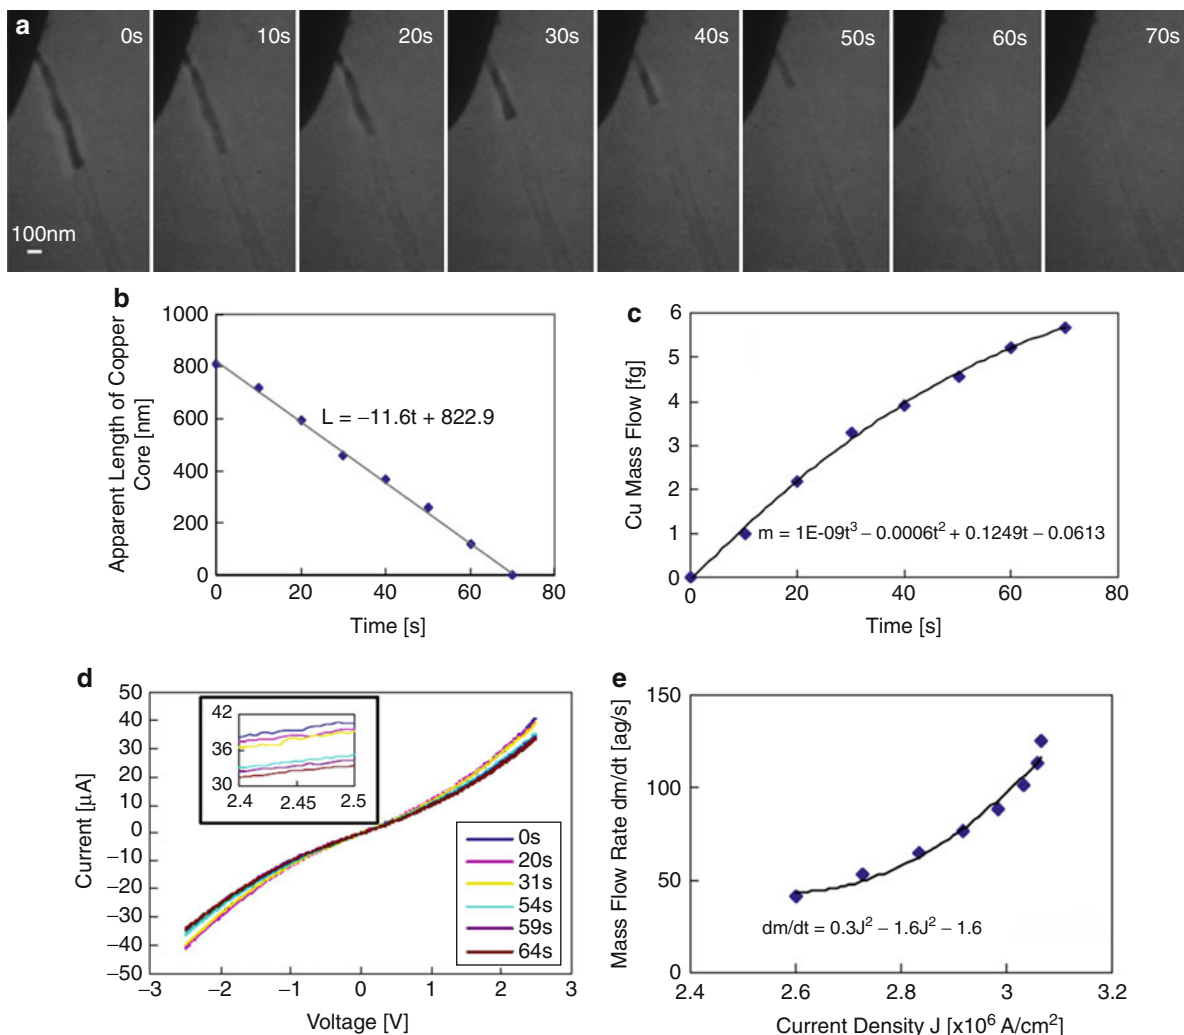 a
0s
10s
20s
30s
40s
50s
60s
70s
100nm
b
1000
800
600
400
200
0
0
20
40
60
80
Apparent Length of Copper
Core [nm]
L = −11.6t + 822.9
Time [s]
c
6
5
4
3
2
1
0
0
20
40
60
80
Cu Mass Flow [fg]
m = 1E-09t³ − 0.0006t² + 0.1249t − 0.0613
Time [s]
d
50
40
30
20
10
0
−10
−20
−30
−40
−50
−3
−2
−1
0
1
2
3
Current [µA]
42
36
30
2.4
2.45
2.5
0s
20s
31s
54s
59s
64s
Voltage [V]
e
150
100
50
0
2.4
2.6
2.8
3
3.2
Mass Flow Rate dm/dt [ag/s]
dm/dt = 0.3J² − 1.6J² − 1.6
Current Density J [x10⁶ A/cm²]